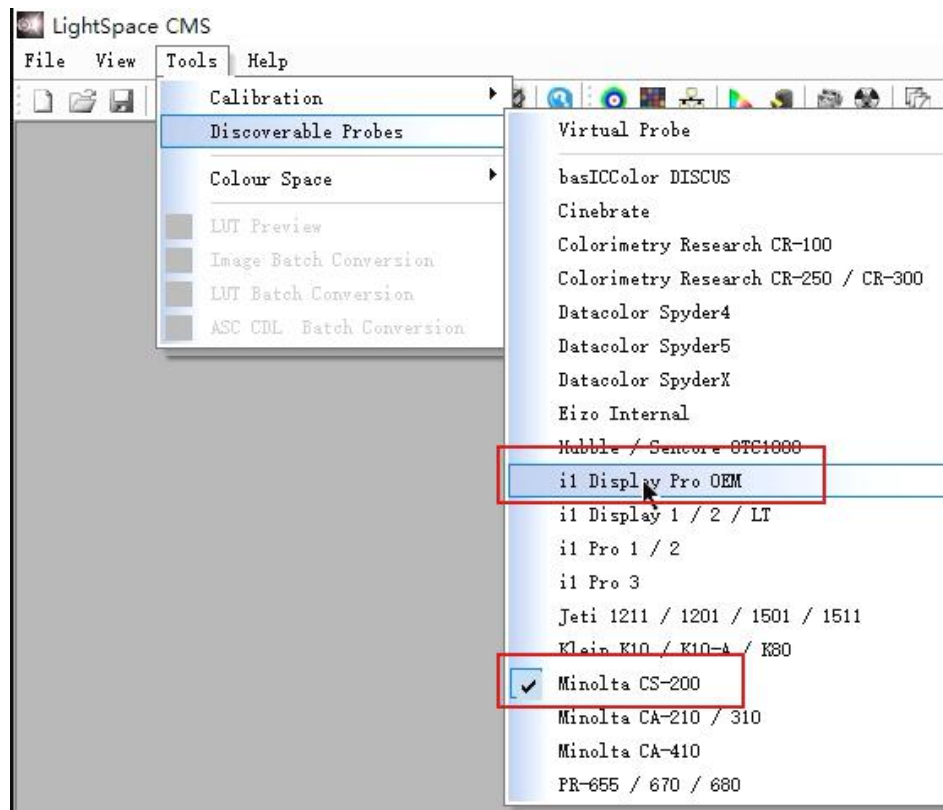 LightSpace CMS
File View Tools Help
Calibration
Discoverable Probes
Colour Space
LUT Preview
Image Batch Conversion
LUT Batch Conversion
ASC CDL Batch Conversion
Virtual Probe
basICColor DISCUS
Cinebrate
Colorimetry Research CR-100
Colorimetry Research CR-250 / CR-300
Datacolor Spyder4
Datacolor Spyder5
Datacolor SpyderX
Eizo Internal
Hubble / Sencore OTC1000
i1 Display Pro OEM
i1 Display 1 / 2 / LT
i1 Pro 1 / 2
i1 Pro 3
Jeti 1211 / 1201 / 1501 / 1511
Klein K10 / K10-A / K80
Minolta CS-200
Minolta CA-210 / 310
Minolta CA-410
PR-655 / 670 / 680